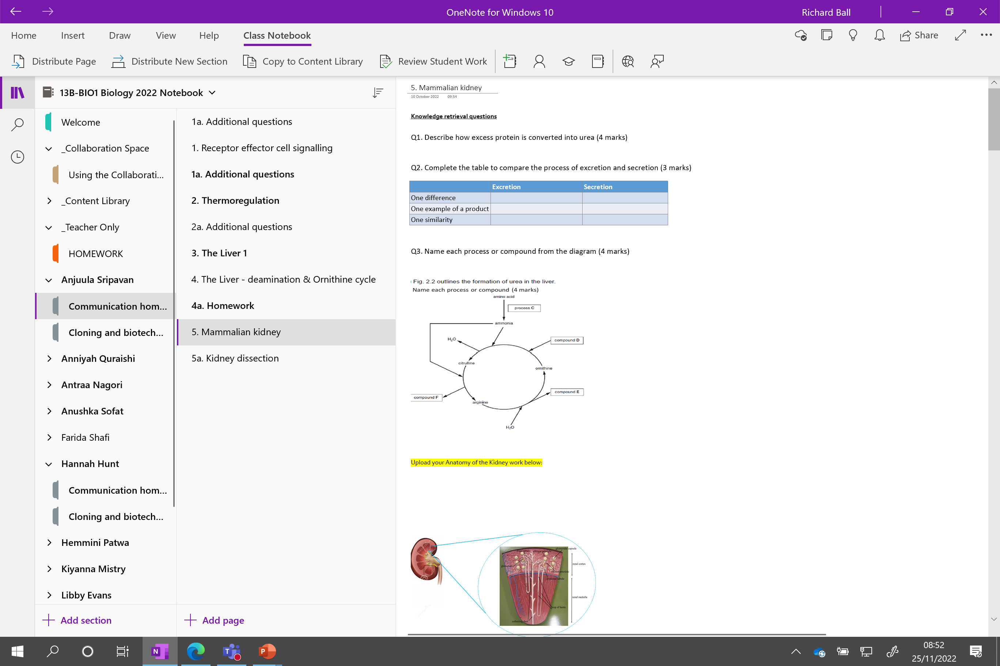 OneNote for Windows 10
Richard Ball
Home
Insert
Draw
View
Help
Class Notebook
Share
Distribute Page
Distribute New Section
Copy to Content Library
Review Student Work
13B-BIO1 Biology 2022 Notebook
Welcome
_Collaboration Space
Using the Collaborati...
_Content Library
_Teacher Only
HOMEWORK
Anjuula Sripavan
Communication hom...
Cloning and biotech...
Anniyah Quraishi
Antraa Nagori
Anushka Sofat
Farida Shafi
Hannah Hunt
Communication hom...
Cloning and biotech...
Hemmini Patwa
Kiyanna Mistry
Libby Evans
Add section
1a. Additional questions
1. Receptor effector cell signalling
1a. Additional questions
2. Thermoregulation
2a. Additional questions
3. The Liver 1
4. The Liver - deamination & Ornithine cycle
4a. Homework
5. Mammalian kidney
5a. Kidney dissection
Add page
5. Mammalian kidney
10 October 2022 09:54
Knowledge retrieval questions
Q1. Describe how excess protein is converted into urea (4 marks)
Q2. Complete the table to compare the process of excretion and secretion (3 marks)
Excretion Secretion
One difference
One example of a product
One similarity
Q3. Name each process or compound from the diagram (4 marks)
Fig. 2.2 outlines the formation of urea in the liver.
Name each process or compound (4 marks)
amino acid
process C
ammonia
H₂O
compound D
citrulline
ornithine
compound E
compound F
arginine
H₂O
Upload your Anatomy of the Kidney work below:
glomerular capsule
renal cortex
efferent arteriole
renal medulla
loop of henle
collecting duct
N
T
P
08:52
25/11/2022